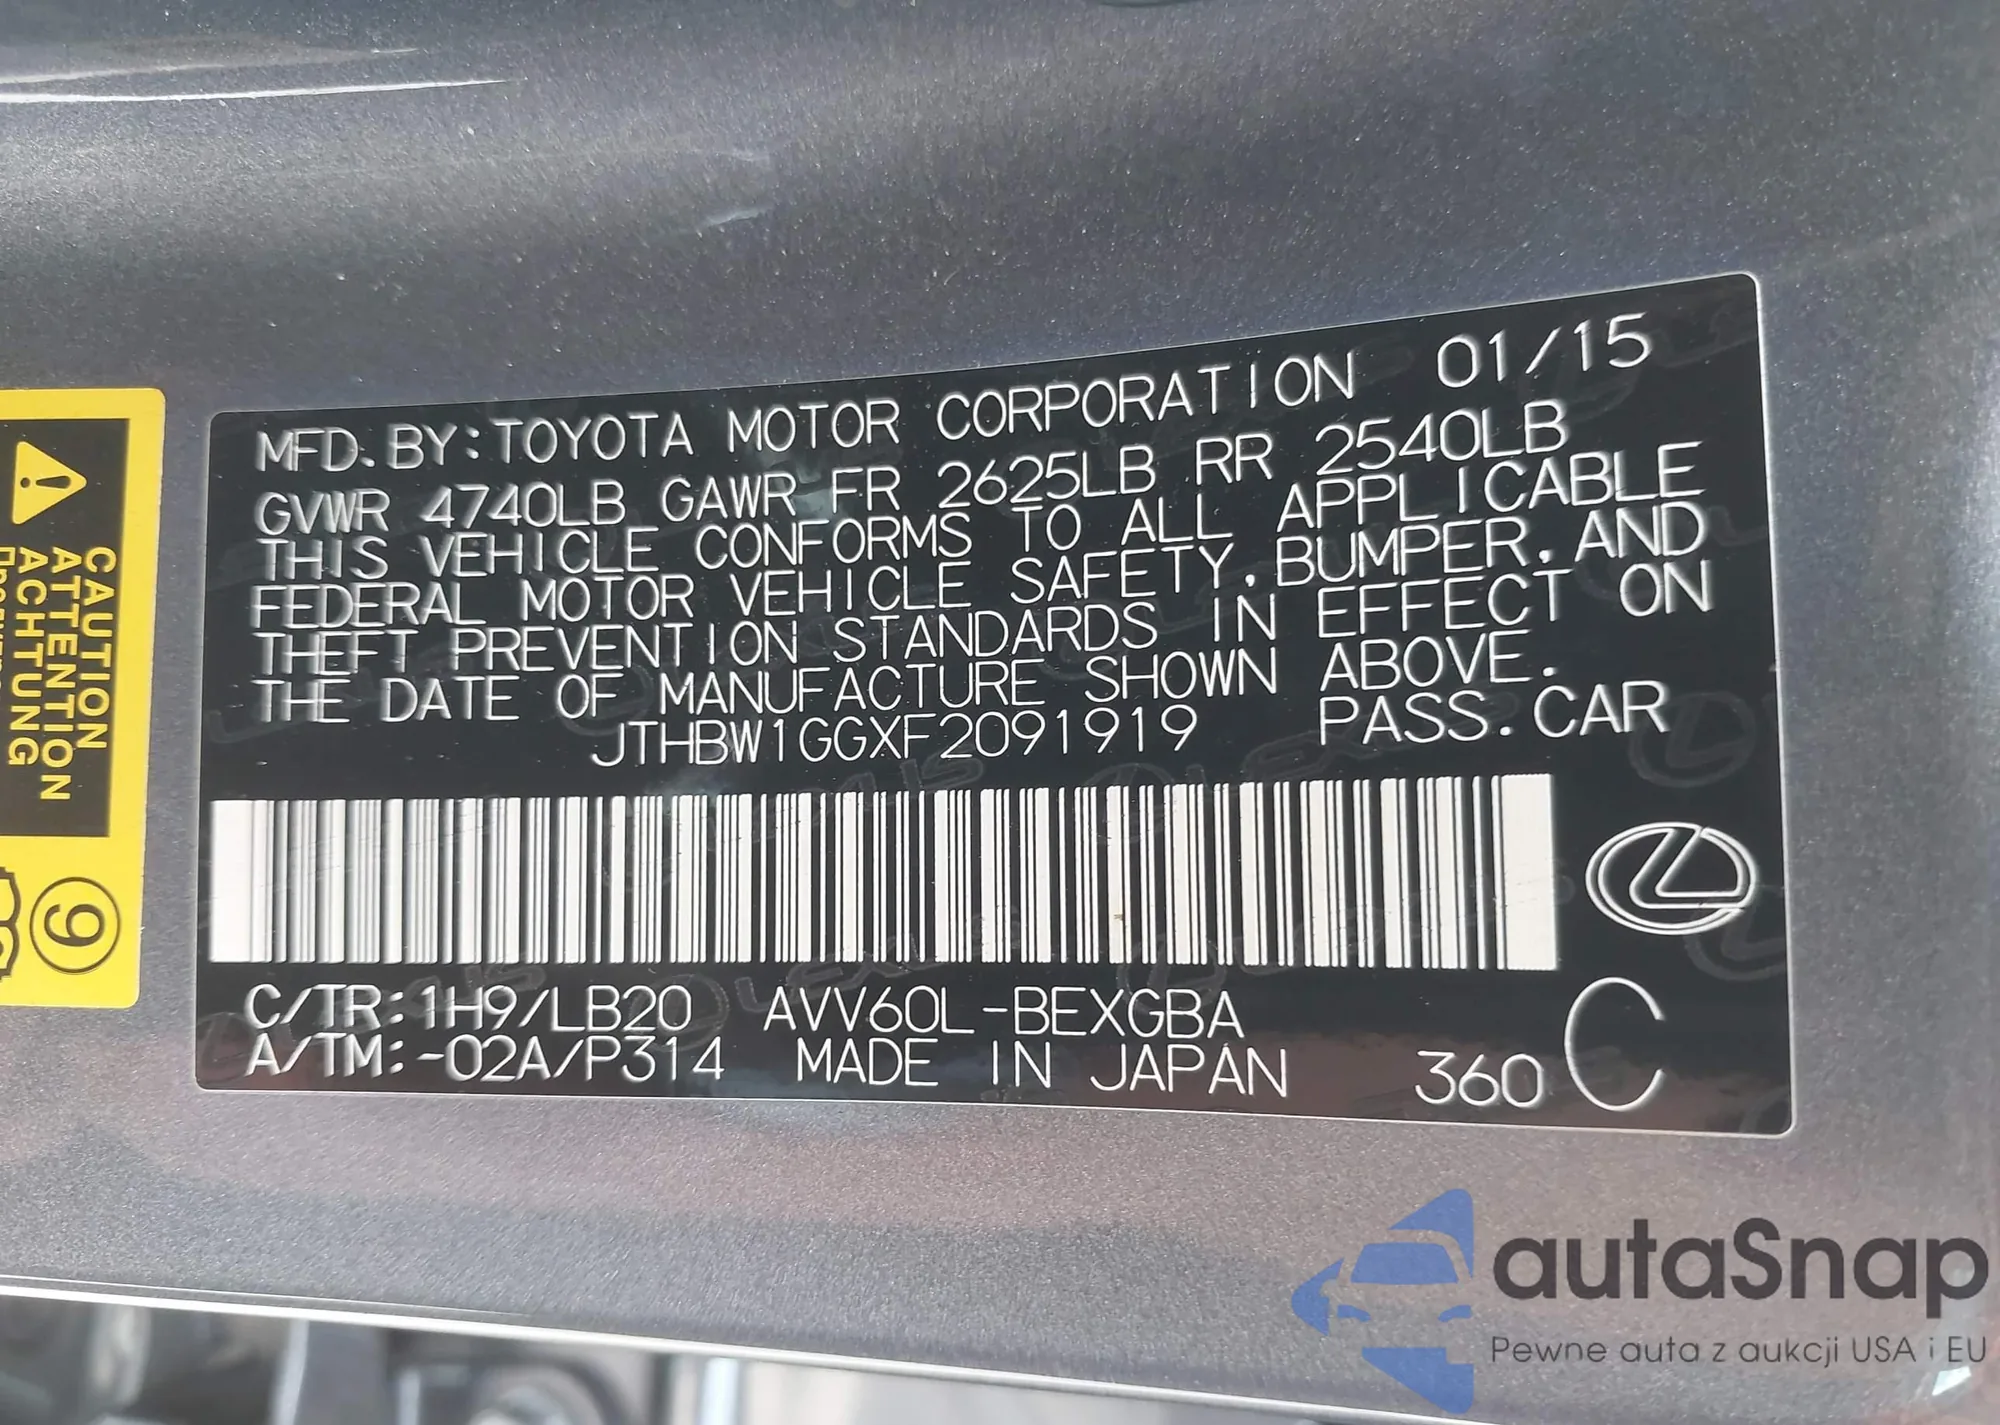 MFD. BY: TOYOTA MOTOR CORPORATION 01/15
GVWR 4740LB GAWR FR 2625LB RR 2540LB
THIS VEHICLE CONFORMS TO ALL APPLICABLE
FEDERAL MOTOR VEHICLE SAFETY, BUMPER, AND
THEFT PREVENTION STANDARDS IN EFFECT ON
THE DATE OF MANUFACTURE SHOWN ABOVE.
JTHBW1GGXF2091919 PASS. CAR
C/TR: 1H9/LB20 AVV60L-BEXGBA
A/TM: -02A/P314 MADE IN JAPAN 360 C
CAUTION
ATTENTION
ACHTUNG
9
autaSnap
Pewne auta z aukcji USA i EU